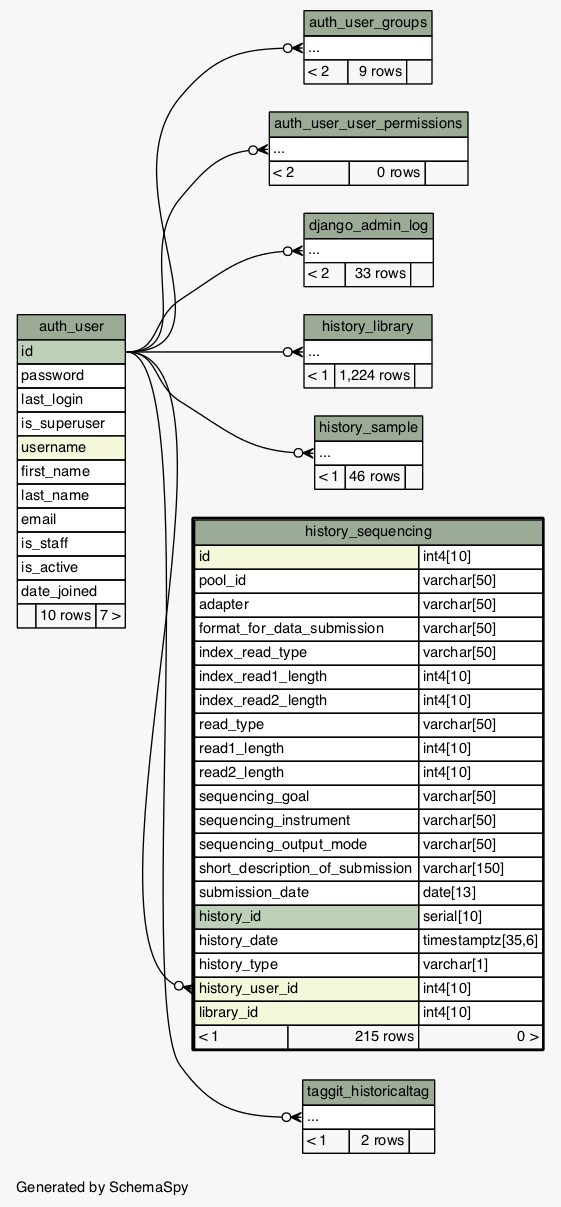 auth_user_groups
...
< 2 9 rows
auth_user_user_permissions
...
< 2 0 rows
django_admin_log
...
< 2 33 rows
history_library
...
< 1 1,224 rows
history_sample
...
< 1 46 rows
auth_user
id
password
last_login
is_superuser
username
first_name
last_name
email
is_staff
is_active
date_joined
10 rows 7 >
history_sequencing
id int4[10]
pool_id varchar[50]
adapter varchar[50]
format_for_data_submission varchar[50]
index_read_type varchar[50]
index_read1_length int4[10]
index_read2_length int4[10]
read_type varchar[50]
read1_length int4[10]
read2_length int4[10]
sequencing_goal varchar[50]
sequencing_instrument varchar[50]
sequencing_output_mode varchar[50]
short_description_of_submission varchar[150]
submission_date date[13]
history_id serial[10]
history_date timestamptz[35,6]
history_type varchar[1]
history_user_id int4[10]
library_id int4[10]
< 1 215 rows 0 >
taggit_historicaltag
...
< 1 2 rows
Generated by SchemaSpy